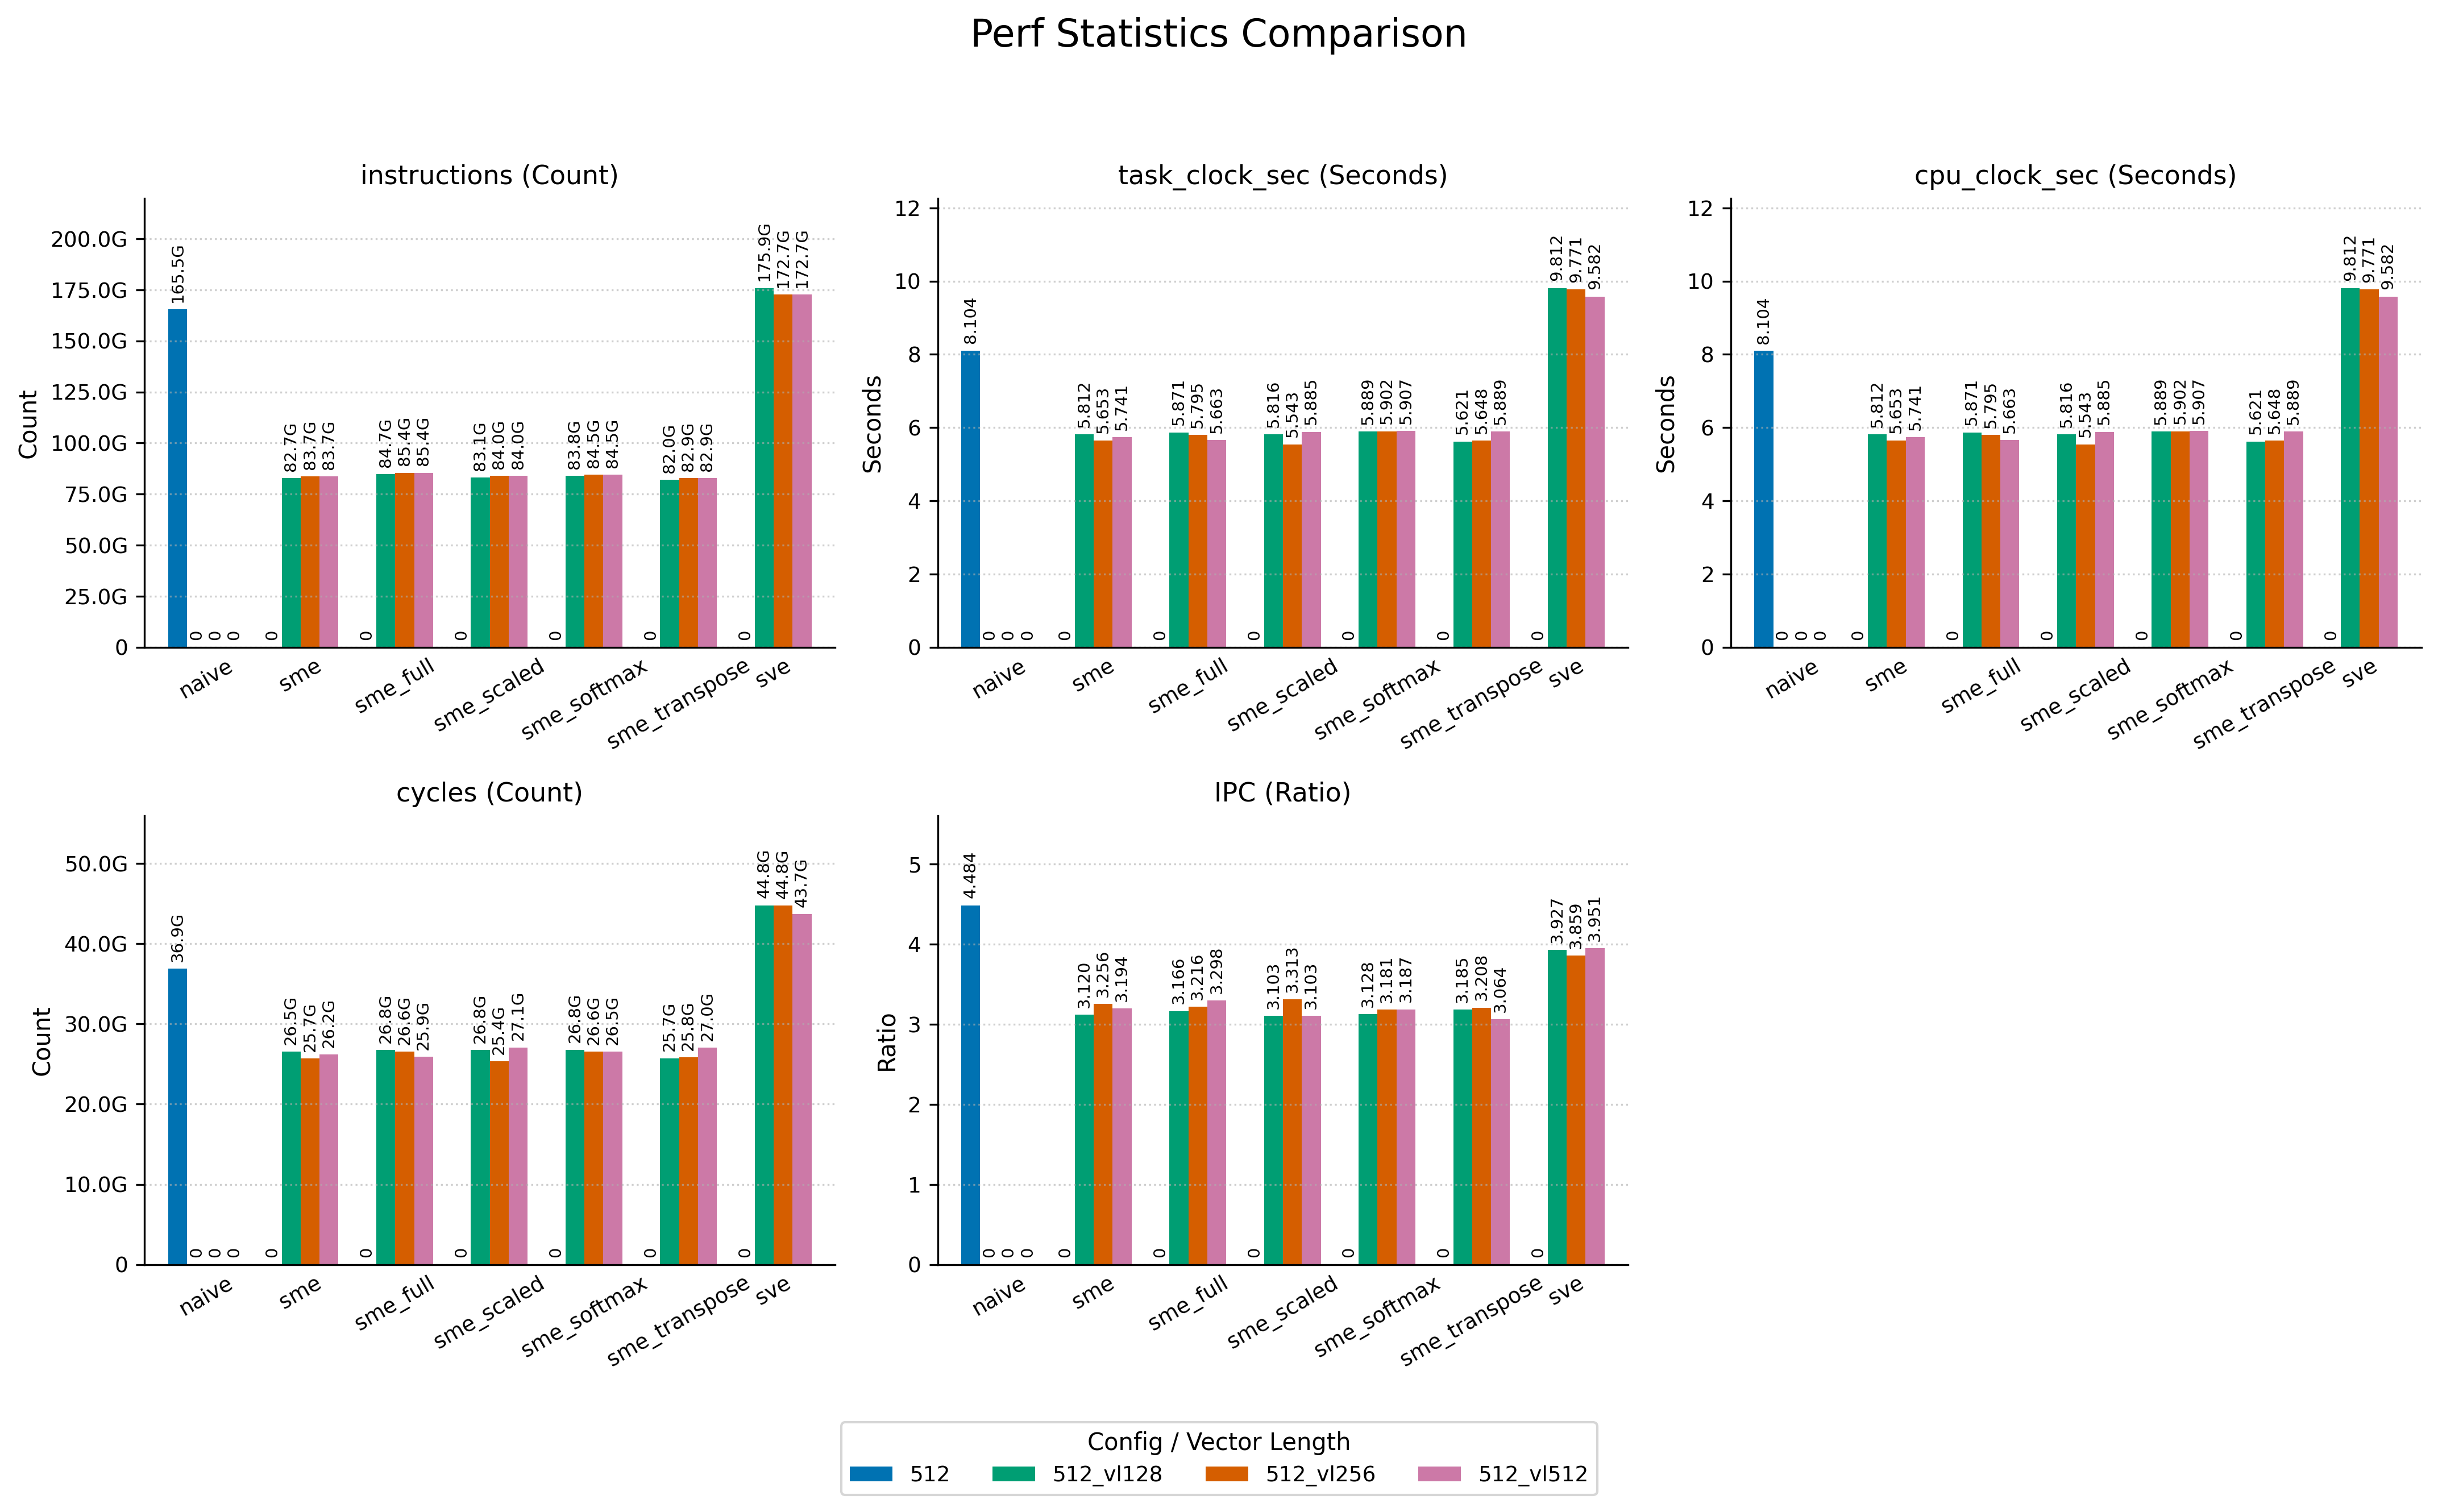 Perf Statistics Comparison
instructions (Count)
Count
200.0G
175.0G
150.0G
125.0G
100.0G
75.0G
50.0G
25.0G
0
165.5G 0 0 0
0 82.7G 83.7G 83.7G
0 84.7G 85.4G 85.4G
0 83.1G 84.0G 84.0G
0 83.8G 84.5G 84.5G
0 82.0G 82.9G 82.9G
0 175.9G 172.7G 172.7G
naive sme sme_full sme_scaled sme_softmax sme_transpose sve
task_clock_sec (Seconds)
Seconds
12
10
8
6
4
2
0
8.104 0 0 0
0 5.812 5.653 5.741
0 5.871 5.795 5.663
0 5.816 5.543 5.885
0 5.889 5.902 5.907
0 5.621 5.648 5.889
0 9.812 9.771 9.582
naive sme sme_full sme_scaled sme_softmax sme_transpose sve
cpu_clock_sec (Seconds)
Seconds
12
10
8
6
4
2
0
8.104 0 0 0
0 5.812 5.653 5.741
0 5.871 5.795 5.663
0 5.816 5.543 5.885
0 5.889 5.902 5.907
0 5.621 5.648 5.889
0 9.812 9.771 9.582
naive sme sme_full sme_scaled sme_softmax sme_transpose sve
cycles (Count)
Count
50.0G
40.0G
30.0G
20.0G
10.0G
0
36.9G 0 0 0
0 26.5G 25.7G 26.2G
0 26.8G 26.6G 25.9G
0 26.8G 25.4G 27.1G
0 26.8G 26.6G 26.5G
0 25.7G 25.8G 27.0G
0 44.8G 44.8G 43.7G
naive sme sme_full sme_scaled sme_softmax sme_transpose sve
IPC (Ratio)
Ratio
5
4
3
2
1
0
4.484 0 0 0
0 3.120 3.256 3.194
0 3.166 3.216 3.298
0 3.103 3.313 3.103
0 3.128 3.181 3.187
0 3.185 3.208 3.064
0 3.927 3.859 3.951
naive sme sme_full sme_scaled sme_softmax sme_transpose sve
Config / Vector Length
512 512_vl128 512_vl256 512_vl512